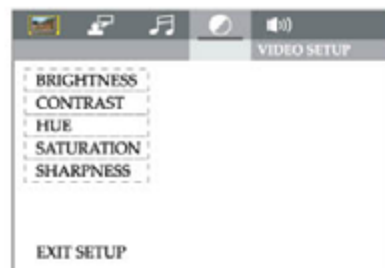 VIDEO SETUP
BRIGHTNESS
CONTRAST
HUE
SATURATION
SHARPNESS
EXIT SETUP